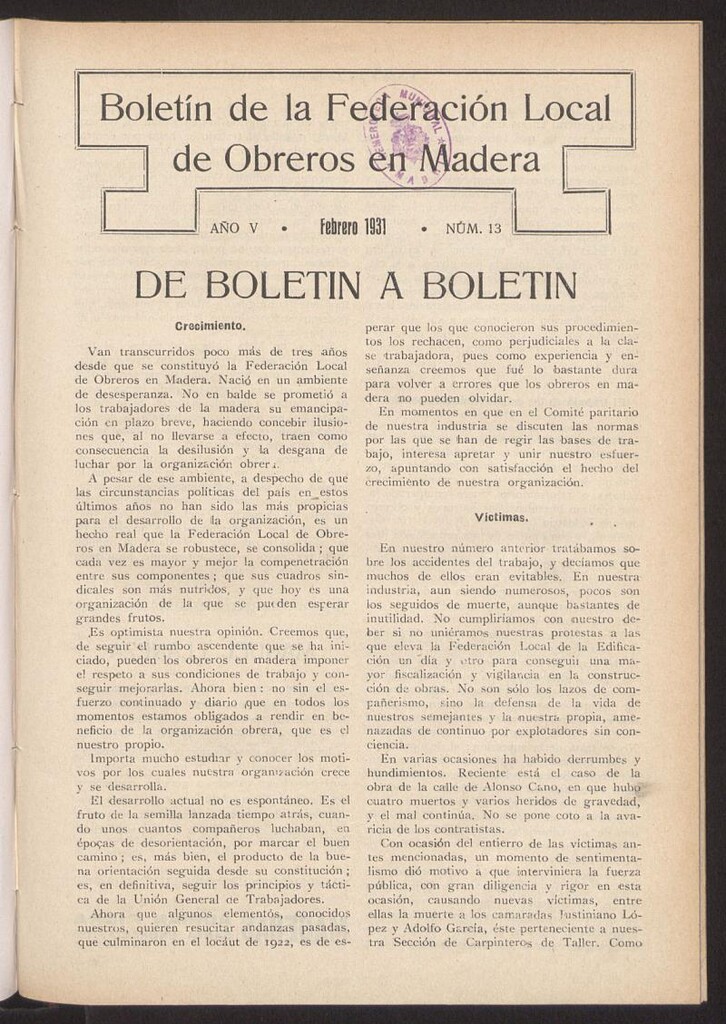 Boletín de la Federación Local
de Obreros en Madera
AÑO V • Febrero 1931 • NÚM. 13
DE BOLETIN A BOLETIN
Crecimiento.
Van transcurridos poco más de tres años
desde que se constituyó la Federación Local
de Obreros en Madera. Nació en un ambiente
de desesperanza. No en balde se prometió a
los trabajadores de la madera su emancipa-
ción en plazo breve, haciendo concebir ilusio-
nes que, al no llevarse a efecto, traen como
consecuencia la desilusión y la desgana de
luchar por la organización obrera.
A pesar de ese ambiente, a despecho de que
las circunstancias políticas del país en estos
últimos años no han sido las más propicias
para el desarrollo de la organización, es un
hecho real que la Federación Local de Obre-
ros en Madera se robustece, se consolida; que
cada vez es mayor y mejor la compenetración
entre sus componentes; que sus cuadros sin-
dicales son más nutridos, y que hoy es una
organización de la que se pueden esperar
grandes frutos.
Es optimista nuestra opinión. Creemos que,
de seguir el rumbo ascendente que se ha ini-
ciado, pueden los obreros en madera imponer
el respeto a sus condiciones de trabajo y con-
seguir mejorarlas. Ahora bien: no sin el es-
fuerzo continuado y diario que en todos los
momentos estamos obligados a rendir en be-
neficio de la organización obrera, que es el
nuestro propio.
Importa mucho estudiar y conocer los moti-
vos por los cuales nuestra organización crece
y se desarrolla.
El desarrollo actual no es espontáneo. Es el
fruto de la semilla lanzada tiempo atrás, cuan-
do unos cuantos compañeros luchaban, en
épocas de desorientación, por marcar el buen
camino; es, más bien, el producto de la bue-
na orientación seguida desde su constitución;
es, en definitiva, seguir los principios y tácti-
ca de la Unión General de Trabajadores.
Ahora que algunos elementós, conocidos
nuestros, quieren resucitar andanzas pasadas,
que culminaron en el locáut de 1922, es de es-
perar que los que conocieron sus procedimien-
tos los rechacen, como perjudiciales a la cla-
se trabajadora, pues como experiencia y en-
señanza creemos que fué lo bastante dura
para volver a errores que los obreros en ma-
dera no pueden olvidar.
En momentos en que en el Comité paritario
de nuestra industria se discuten las normas
por las que se han de regir las bases de tra-
bajo, interesa apretar y unir nuestro esfuer-
zo, apuntando con satisfacción el hecho del
crecimiento de nuestra organización.
Víctimas.
En nuestro número anterior tratábamos so-
bre los accidentes del trabajo, y decíamos que
muchos de ellos eran evitables. En nuestra
industria, aun siendo numerosos, pocos son
los seguidos de muerte, aunque bastantes de
inutilidad. No cumpliríamos con nuestro de-
ber si no uniéramos nuestras protestas a las
que eleva la Federación Local de la Edifica-
ción un día y otro para conseguir una ma-
yor fiscalización y vigilancia en la construc-
ción de obras. No son sólo los lazos de com-
pañerismo, sino la defensa de la vida de
nuestros semejantes y la nuestra propia, ame-
nazadas de continuo por explotadores sin con-
ciencia.
En varias ocasiones ha habido derrumbes y
hundimientos. Reciente está el caso de la
obra de la calle de Alonso Cano, en que hubo
cuatro muertos y varios heridos de gravedad,
y el mal continúa. No se pone coto a la ava-
ricia de los contratistas.
Con ocasión del entierro de las víctimas an-
tes mencionadas, un momento de sentimenta-
lismo dió motivo a que interviniera la fuerza
pública, con gran diligencia y rigor en esta
ocasión, causando nuevas víctimas, entre
ellas la muerte a los camaradas Justiniano Ló-
pez y Adolfo García, éste perteneciente a nues-
tra Sección de Carpinteros de Taller. Como